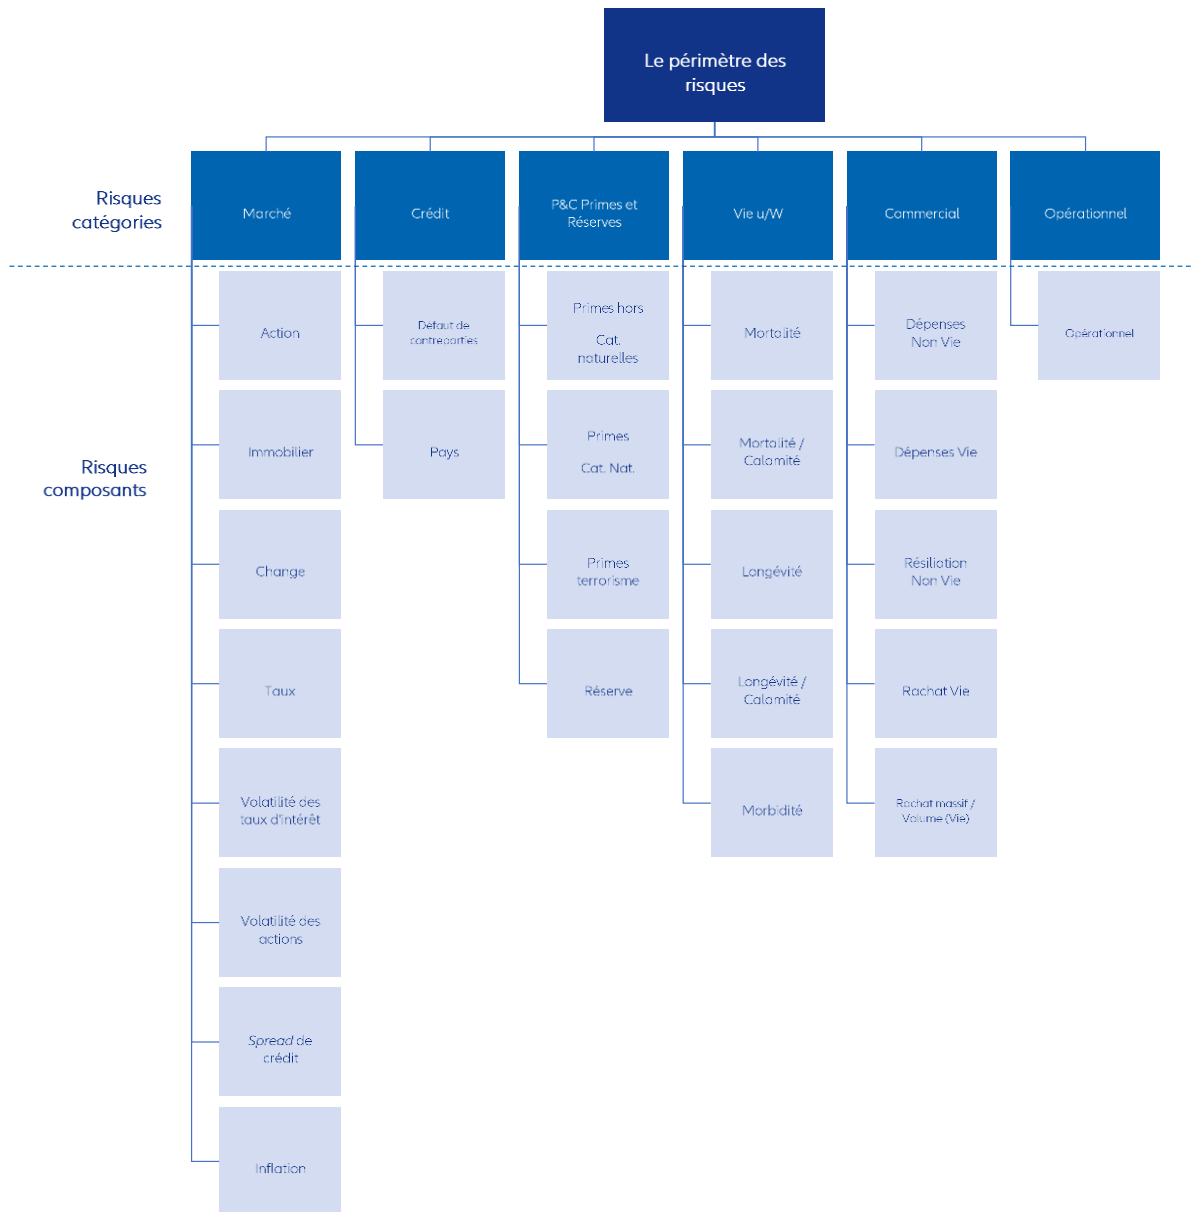 Le périmètre des
risques
Risques
catégories
Marché
Crédit
P&C Primes et
Réserves
Vie u/W
Commercial
Opérationnel
Risques
composants
Action
Immobilier
Change
Taux
Volatilité des
taux d'intérêt
Volatilité des
actions
Spread de
crédit
Inflation
Défaut de
contreparties
Pays
Primes hors
Cat.
naturelles
Primes
Cat. Nat.
Primes
terrorisme
Réserve
Mortalité
Mortalité /
Calamité
Longévité
Longévité /
Calamité
Morbidité
Dépenses
Non Vie
Dépenses Vie
Résiliation
Non Vie
Rachat Vie
Rachat massif /
Volume (Vie)
Opérationnel